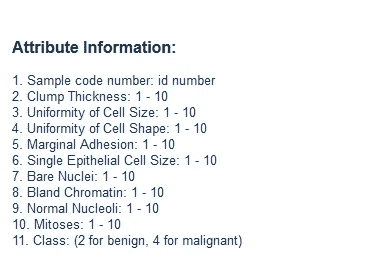 Attribute Information:
1. Sample code number: id number
2. Clump Thickness: 1 - 10
3. Uniformity of Cell Size: 1 - 10
4. Uniformity of Cell Shape: 1 - 10
5. Marginal Adhesion: 1 - 10
6. Single Epithelial Cell Size: 1 - 10
7. Bare Nuclei: 1 - 10
8. Bland Chromatin: 1 - 10
9. Normal Nucleoli: 1 - 10
10. Mitoses: 1 - 10
11. Class: (2 for benign, 4 for malignant)